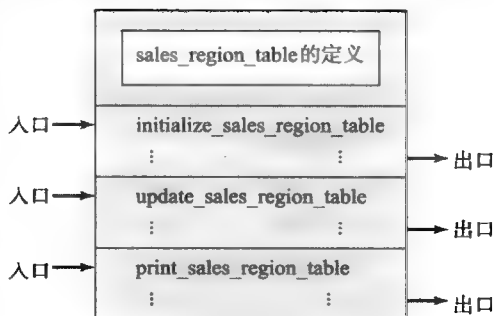 sales_region_table的定义
入口 initialize_sales_region_table
⋮ ⋮ 出口
入口 update_sales_region_table
⋮ ⋮ 出口
入口 print_sales_region_table
⋮ ⋮ 出口